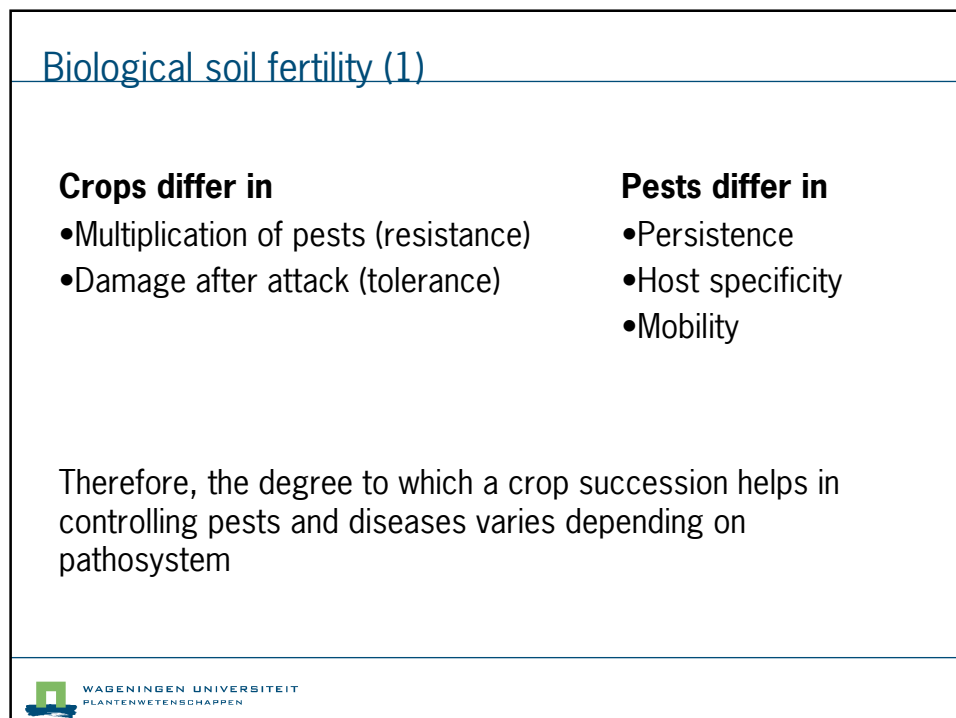 Biological soil fertility (1)
Crops differ in
•Multiplication of pests (resistance)
•Damage after attack (tolerance)
Pests differ in
•Persistence
•Host specificity
•Mobility
Therefore, the degree to which a crop succession helps in
controlling pests and diseases varies depending on
pathosystem
WAGENINGEN UNIVERSITEIT
PLANTENWETENSCHAPPEN